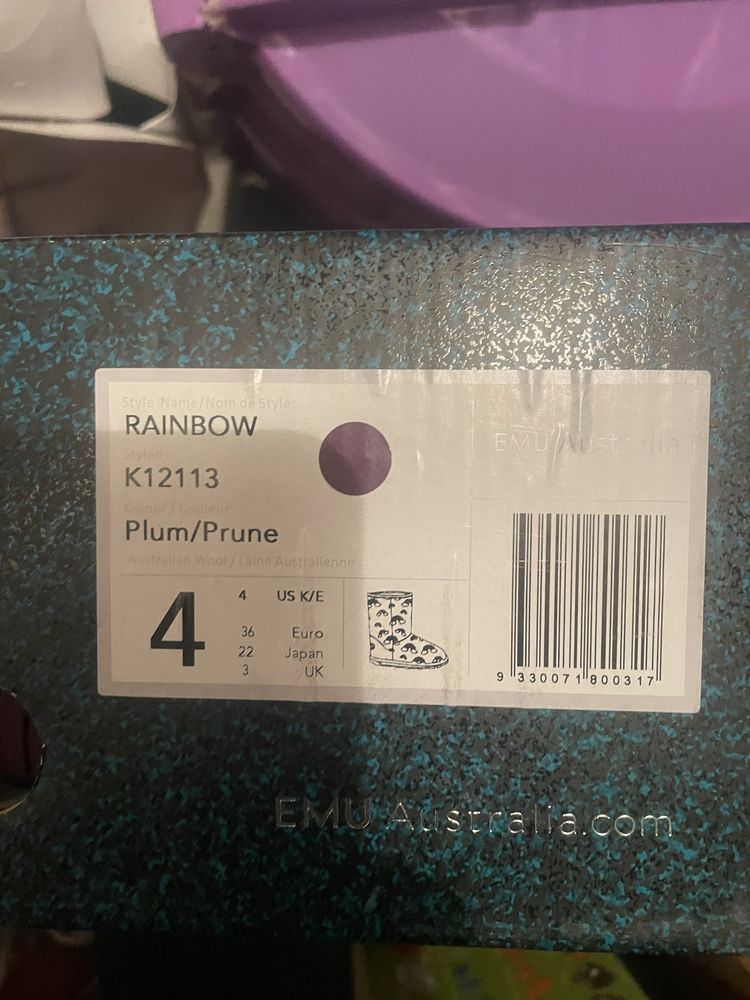 Style Name/Nom de Style:
RAINBOW
Style#:
K12113
Colour / Couleur
Plum/Prune
Australian Wool / Laine Australienne
EMU Australia
4
4 US K/E
36 Euro
22 Japan
3 UK
9 330071 800317
EMU Australia.com